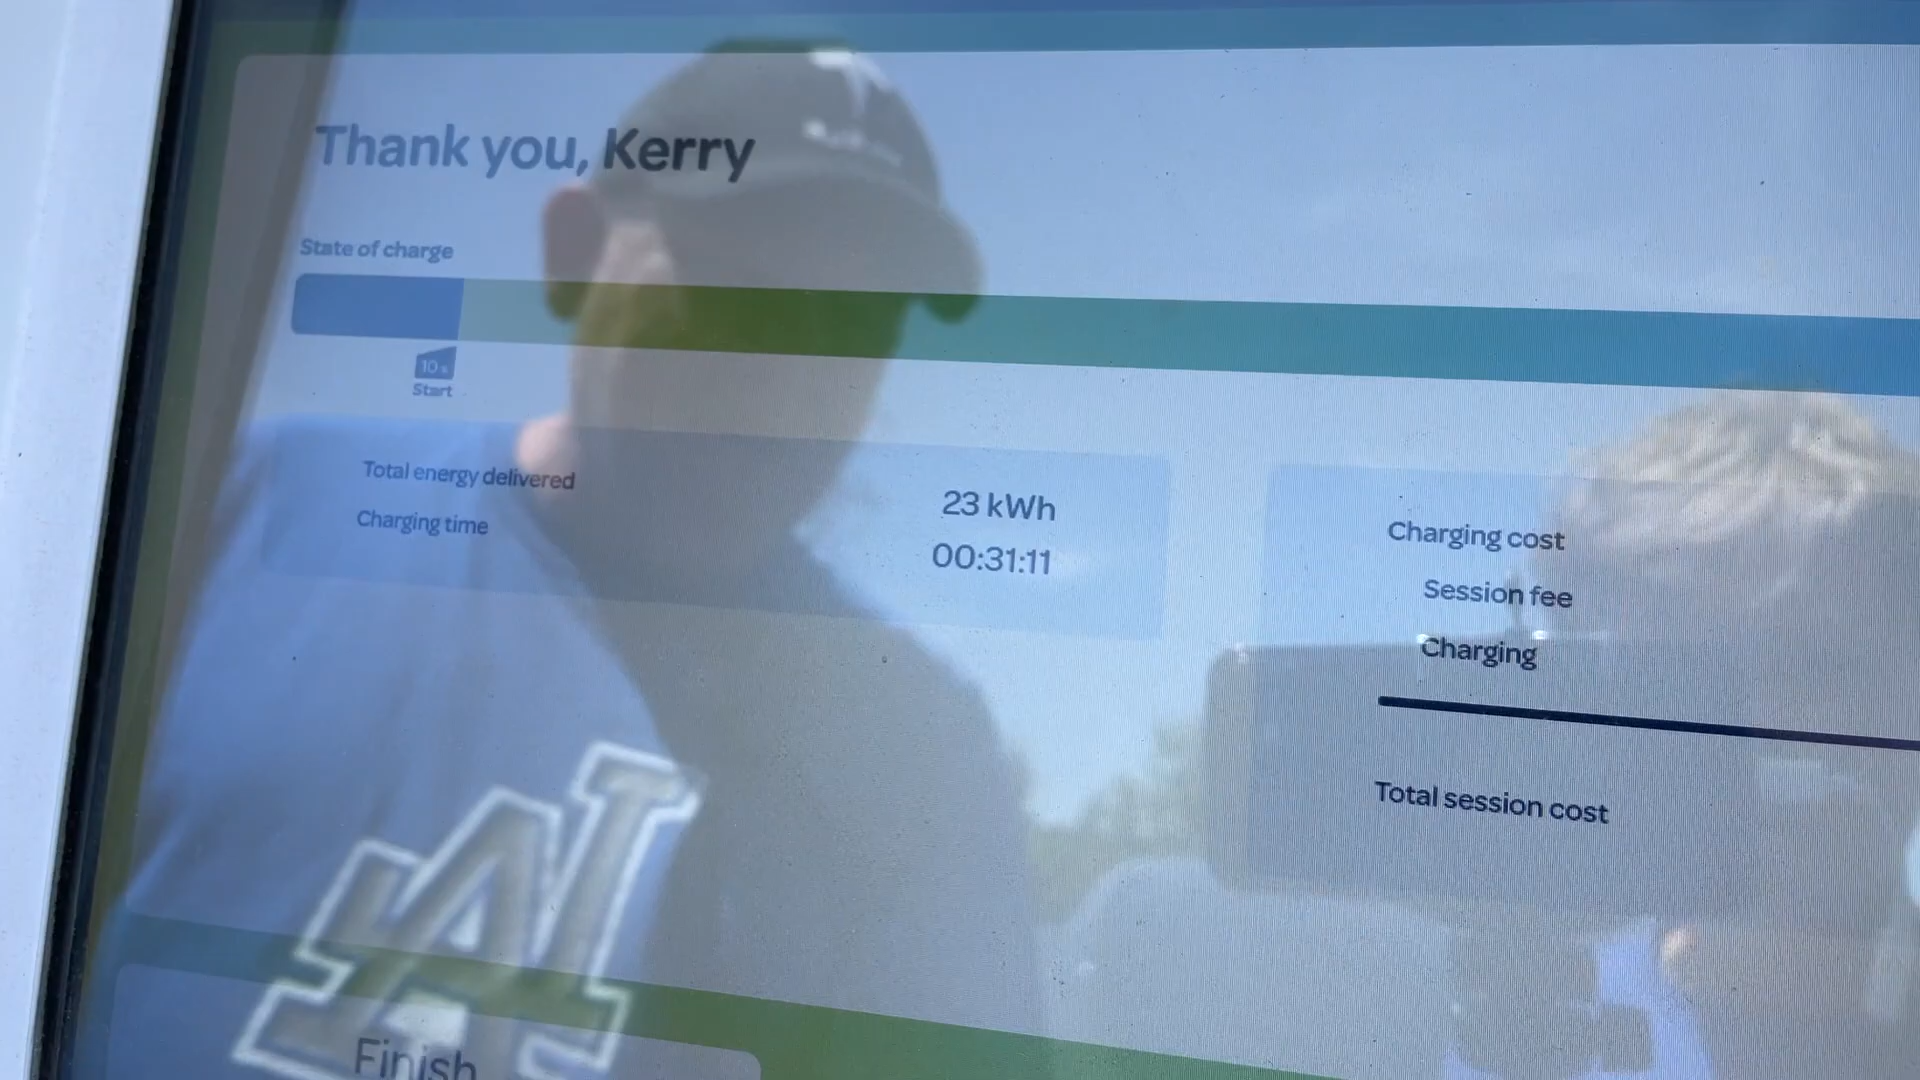 Thank you, Kerry
State of charge
10%
Start
Total energy delivered 23 kWh
Charging time 00:31:11
Charging cost
Session fee
Charging
Total session cost
Finish